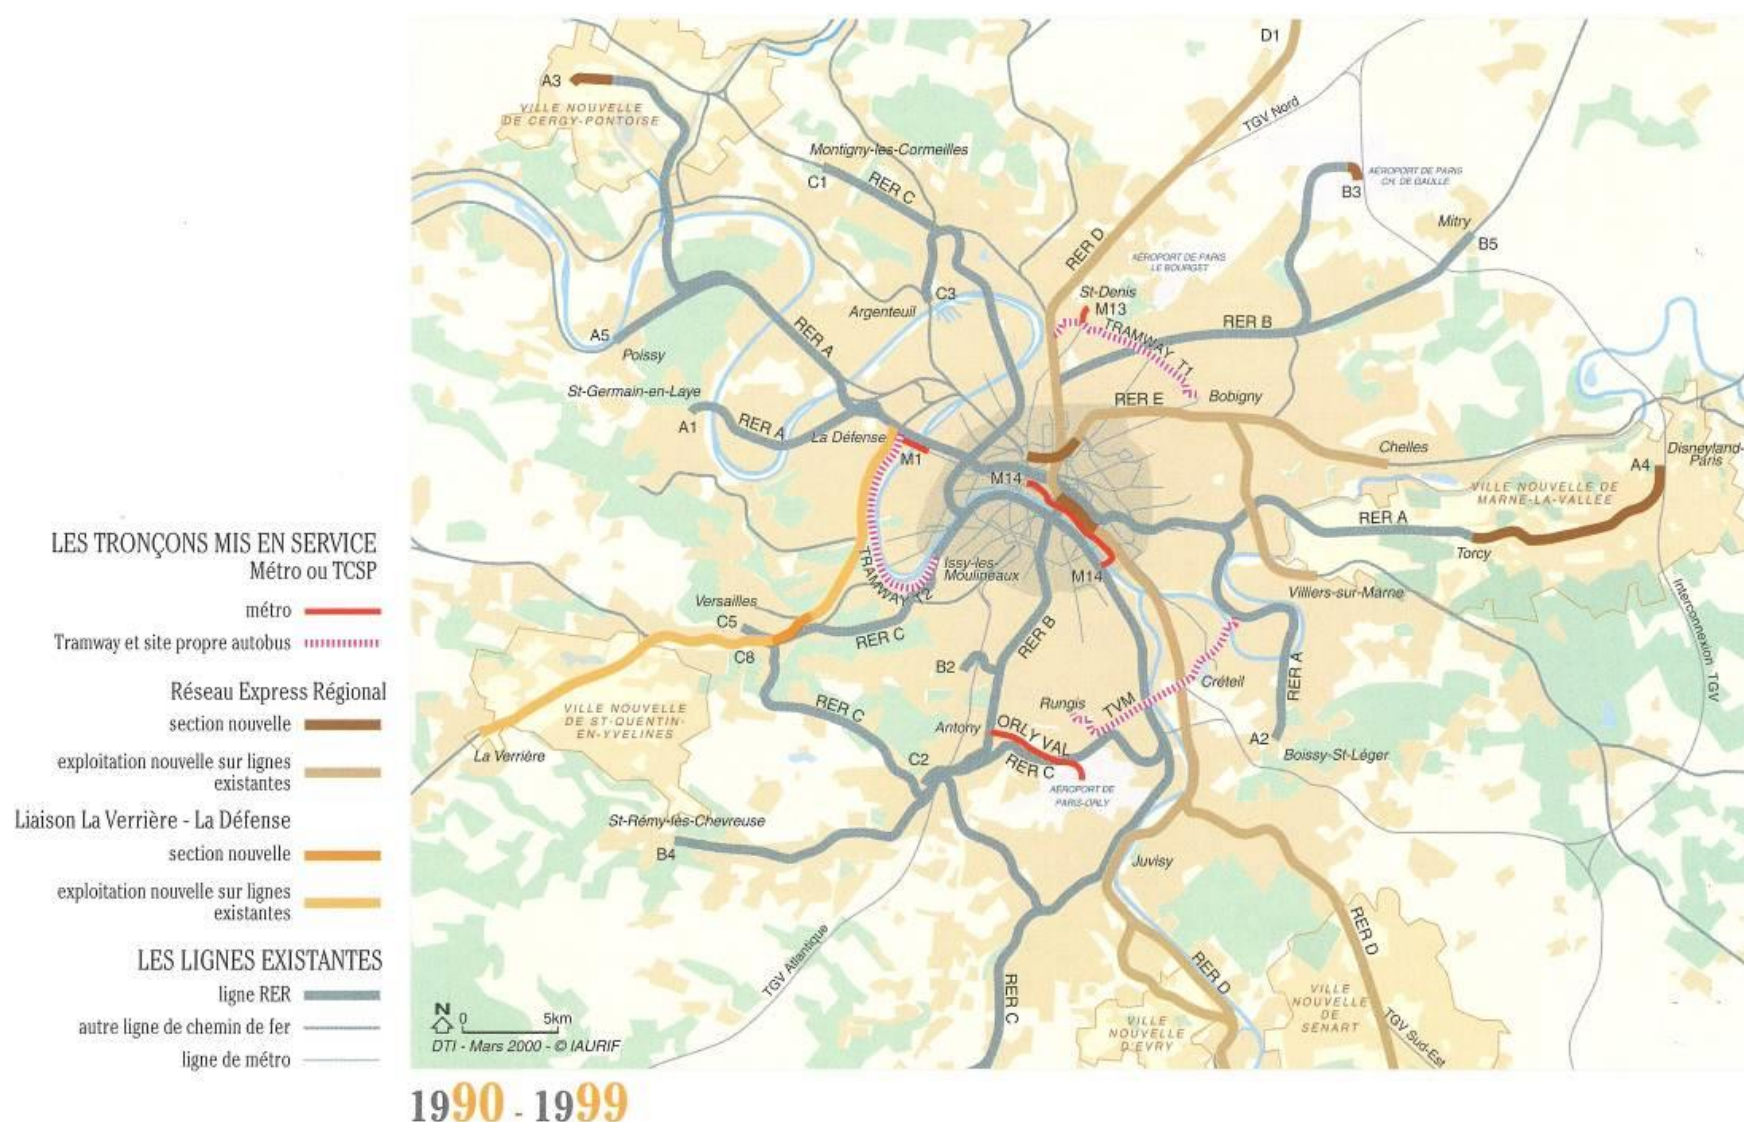 LES TRONÇONS MIS EN SERVICE
Métro ou TCSP
métro
Tramway et site propre autobus
Réseau Express Régional
section nouvelle
exploitation nouvelle sur lignes
existantes
Liaison La Verrière - La Défense
section nouvelle
exploitation nouvelle sur lignes
existantes
LES LIGNES EXISTANTES
ligne RER
autre ligne de chemin de fer
ligne de métro
D1
A3
VILLE NOUVELLE
DE CERGY-PONTOISE
TGV Nord
Montigny-les-Cormeilles
C1
RER C
AÉROPORT DE PARIS
CH. DE GAULLE
B3
Mitry
B5
RER D
AÉROPORT DE PARIS
LE BOURGET
C3
Argenteuil
St-Denis
M13
TRAMWAY T1
RER B
A5
Poissy
RER A
St-Germain-en-Laye
A1
RER A
La Défense
M1
RER E
Bobigny
Chelles
Disneyland-
Paris
A4
M14
VILLE NOUVELLE DE
MARNE-LA-VALLÉE
RER A
Torcy
TRAMWAY T2
Issy-les-
Moulineaux
M14
Villiers-sur-Marne
Interconnexion TGV
Versailles
C5
C8
RER C
B2
RER B
RER A
Créteil
VILLE NOUVELLE
DE ST-QUENTIN-
EN-YVELINES
RER C
Rungis
TVM
La Verrière
Antony
ORLY VAL
RER C
A2
Boissy-St-Léger
C2
AÉROPORT DE
PARIS-ORLY
St-Rémy-lès-Chevreuse
B4
Juvisy
TGV Atlantique
RER C
RER D
RER D
VILLE
NOUVELLE
DE
SÉNART
VILLE
NOUVELLE
D'EVRY
TGV Sud-Est
N
0 5km
DTI - Mars 2000 - © IAURIF
1990 - 1999